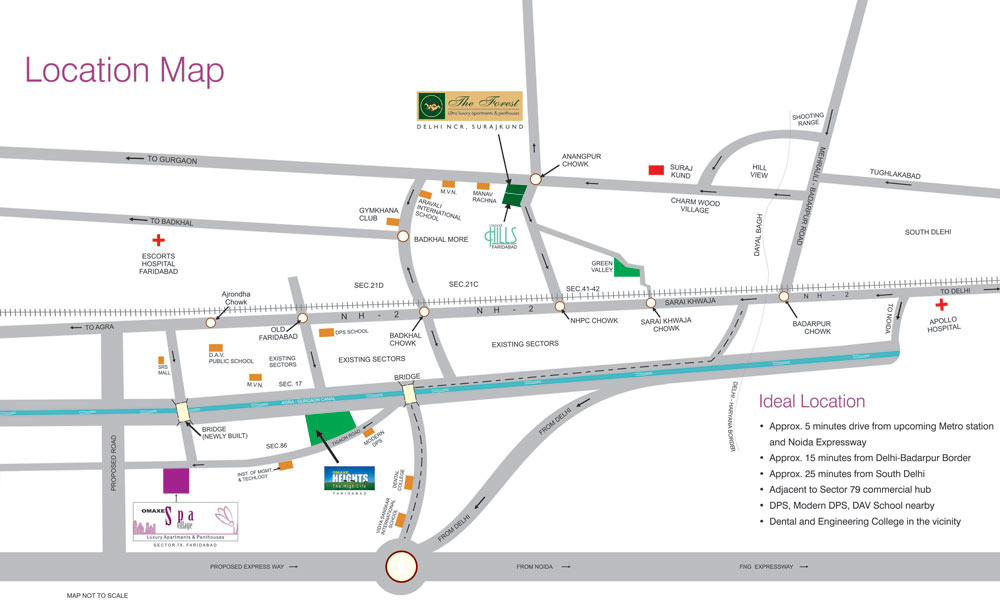 Location Map
The Forest
Ultra luxury apartments & penthouses
DELHI NCR, SURAJKUND
SHOOTING
RANGE
TO GURGAON
ANANGPUR
CHOWK
SURAJ
KUND
HILL
VIEW
MEHRAULI - BADARPUR ROAD
TUGHLAKABAD
M.V.N.
MANAV
RACHNA
ARAVALI
INTERNATIONAL
SCHOOL
CHARM WOOD
VILLAGE
GYMKHANA
CLUB
TO BADKHAL
BADKHAL MORE
HILLS
FARIDABAD
DAYAL BAGH
SOUTH DLEHI
ESCORTS
HOSPITAL
FARIDABAD
GREEN
VALLEY
SEC.21D
SEC.21C
SEC.41-42
Ajrondha
Chowk
NH - 2
NH - 2
SARAI KHWAJA
NH - 2
TO DELHI
TO AGRA
OLD
FARIDABAD
DPS SCHOOL
BADKHAL
CHOWK
NHPC CHOWK
SARAI KHWAJA
CHOWK
BADARPUR
CHOWK
TO NOIDA
APOLLO
HOSPITAL
EXISTING SECTORS
D.A.V.
PUBLIC SCHOOL
EXISTING
SECTORS
EXISTING SECTORS
SRS
MALL
M.V.N.
SEC. 17
BRIDGE
AGRA - GURGAON CANAL
DELHI - HARYANA BORDER
BRIDGE
(NEWLY BUILT)
SEC.86
TIGAON ROAD
MODERN
DPS
FROM DELHI
PROPOSED ROAD
INST. OF MGMT.
& TECHLOGY
OMAXE
HEIGHTS
The High Life
FARIDABAD
DENTAL
COLLEGE
VIDYA SANSKAR
INTERNATIONAL
SCHOOL
FROM DELHI
OMAXE
Spa
village
Luxury Apartments & Penthouses
SECTOR 78, FARIDABAD
Ideal Location
• Approx. 5 minutes drive from upcoming Metro station
and Noida Expressway
• Approx. 15 minutes from Delhi-Badarpur Border
• Approx. 25 minutes from South Delhi
• Adjacent to Sector 79 commercial hub
• DPS, Modern DPS, DAV School nearby
• Dental and Engineering College in the vicinity
PROPOSED EXPRESS WAY
FROM NOIDA
FNG EXPRESSWAY
MAP NOT TO SCALE